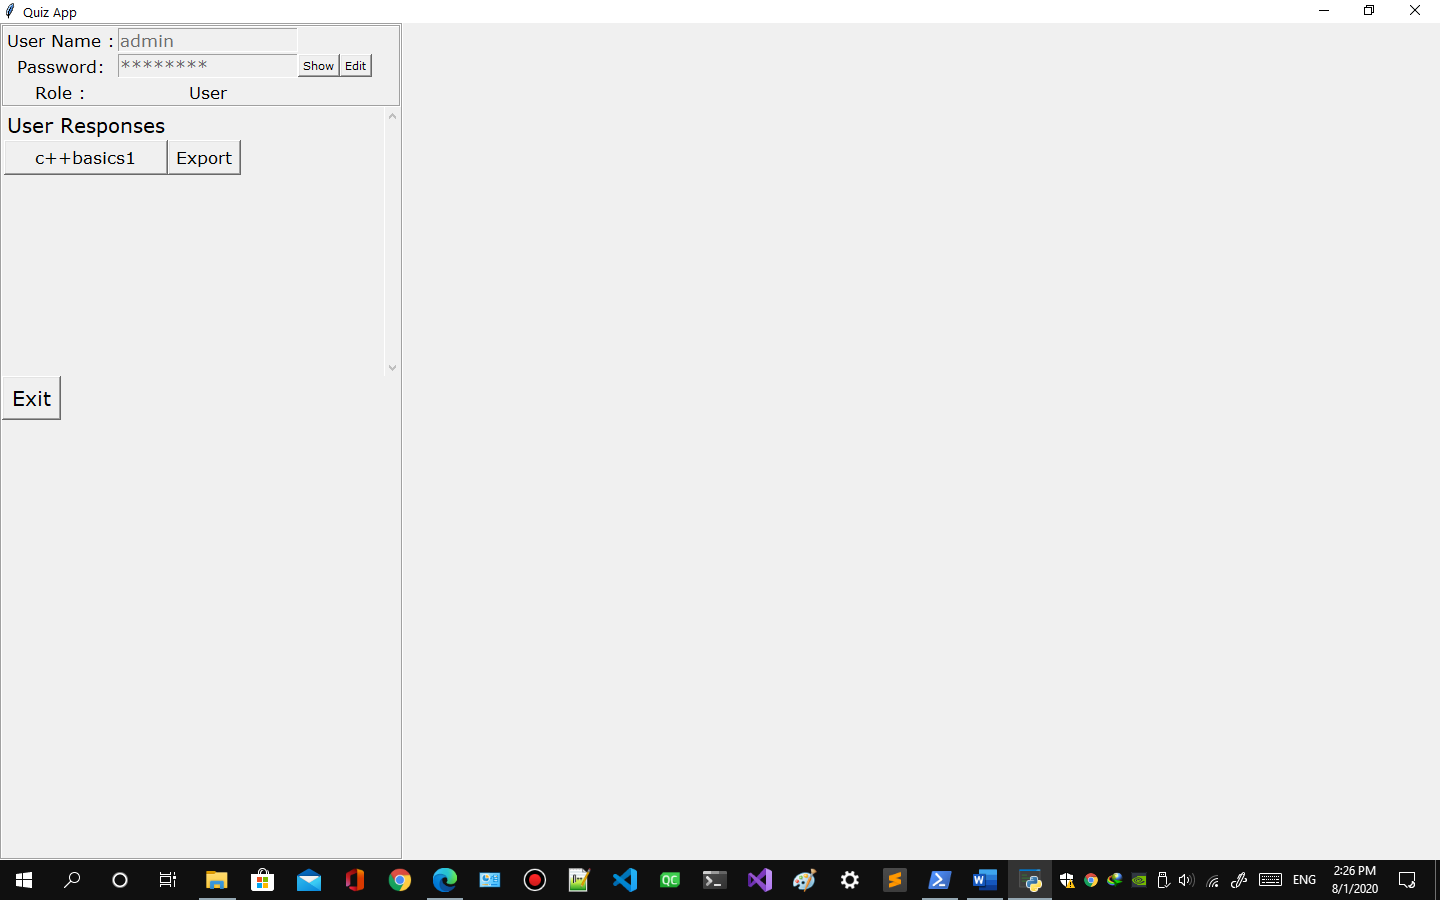 Quiz App
User Name : admin
Password: ******** Show Edit
Role : User
User Responses
c++basics1 Export
Exit
QC
W
ENG
2:26 PM
8/1/2020